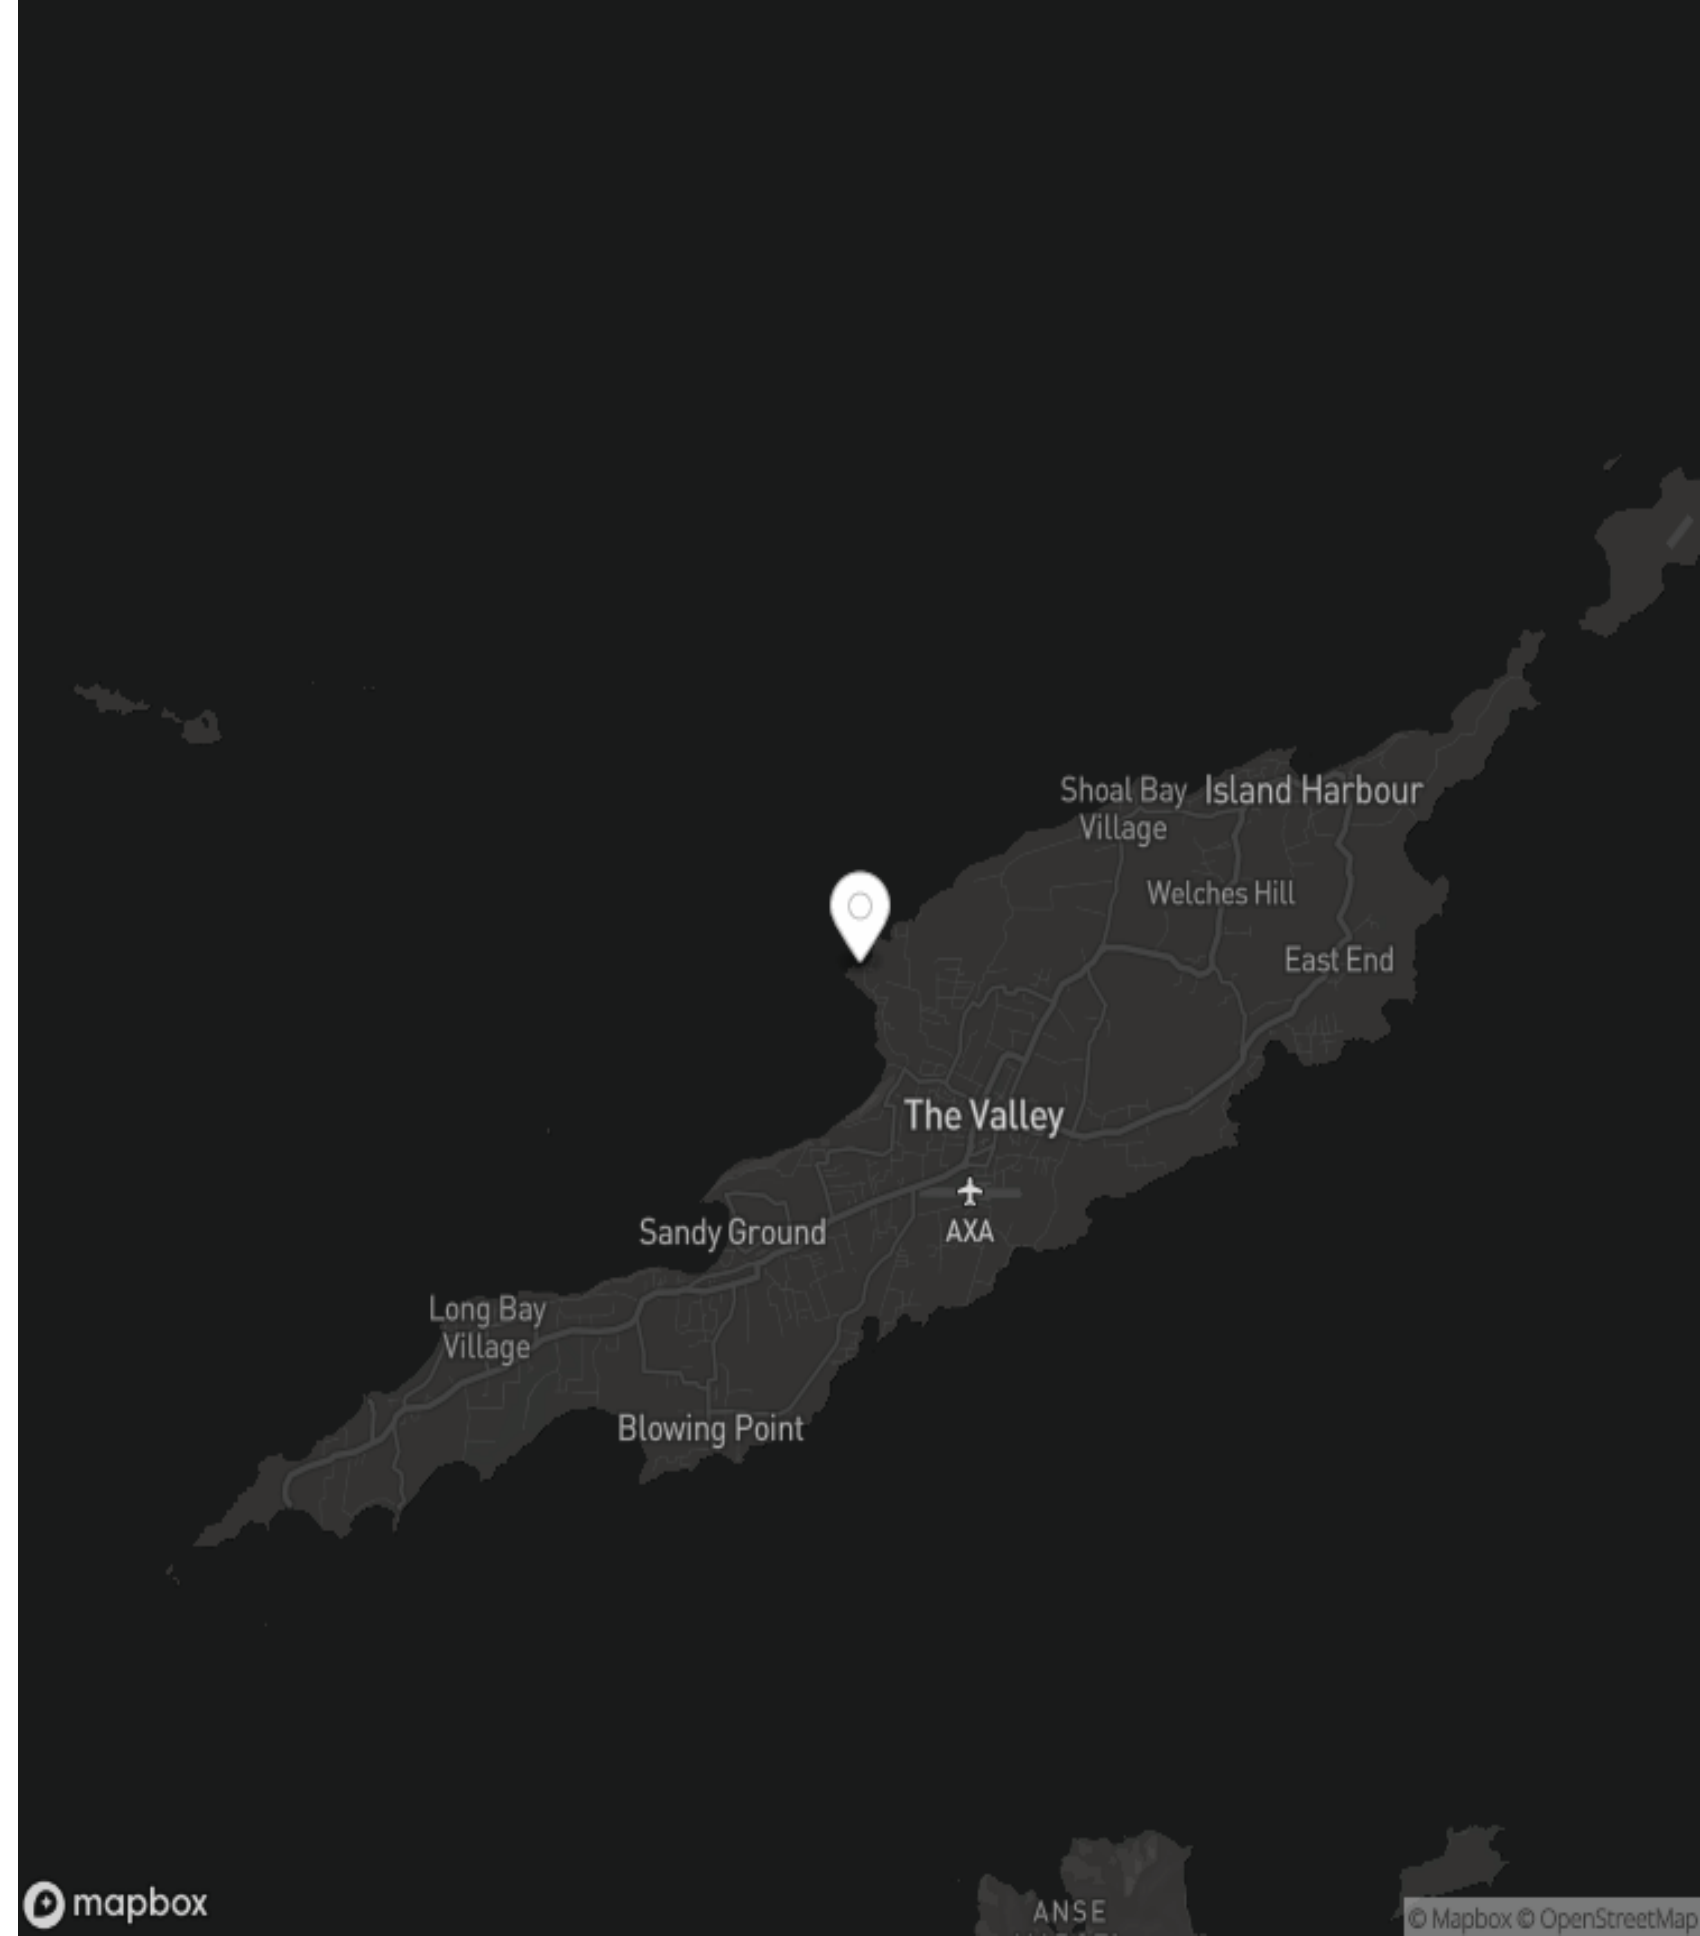 Shoal Bay
Village
Island Harbour
Welches Hill
East End
The Valley
AXA
Sandy Ground
Long Bay
Village
Blowing Point
ANSE
mapbox
© Mapbox © OpenStreetMap